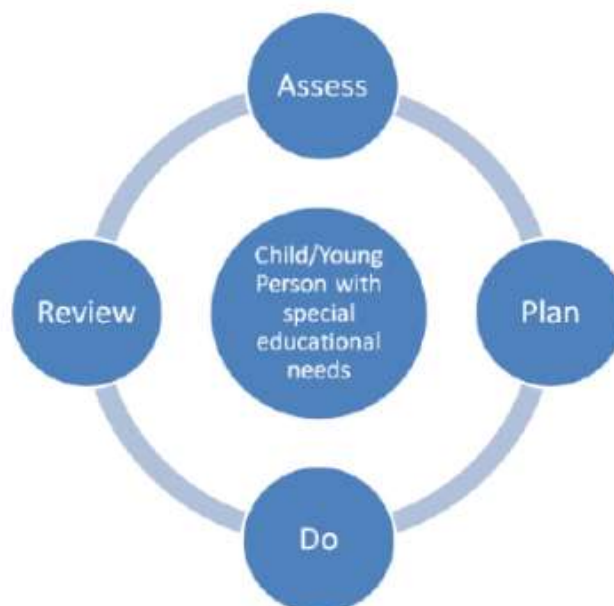 Assess
Child/Young
Person with
special
educational
needs
Review
Plan
Do